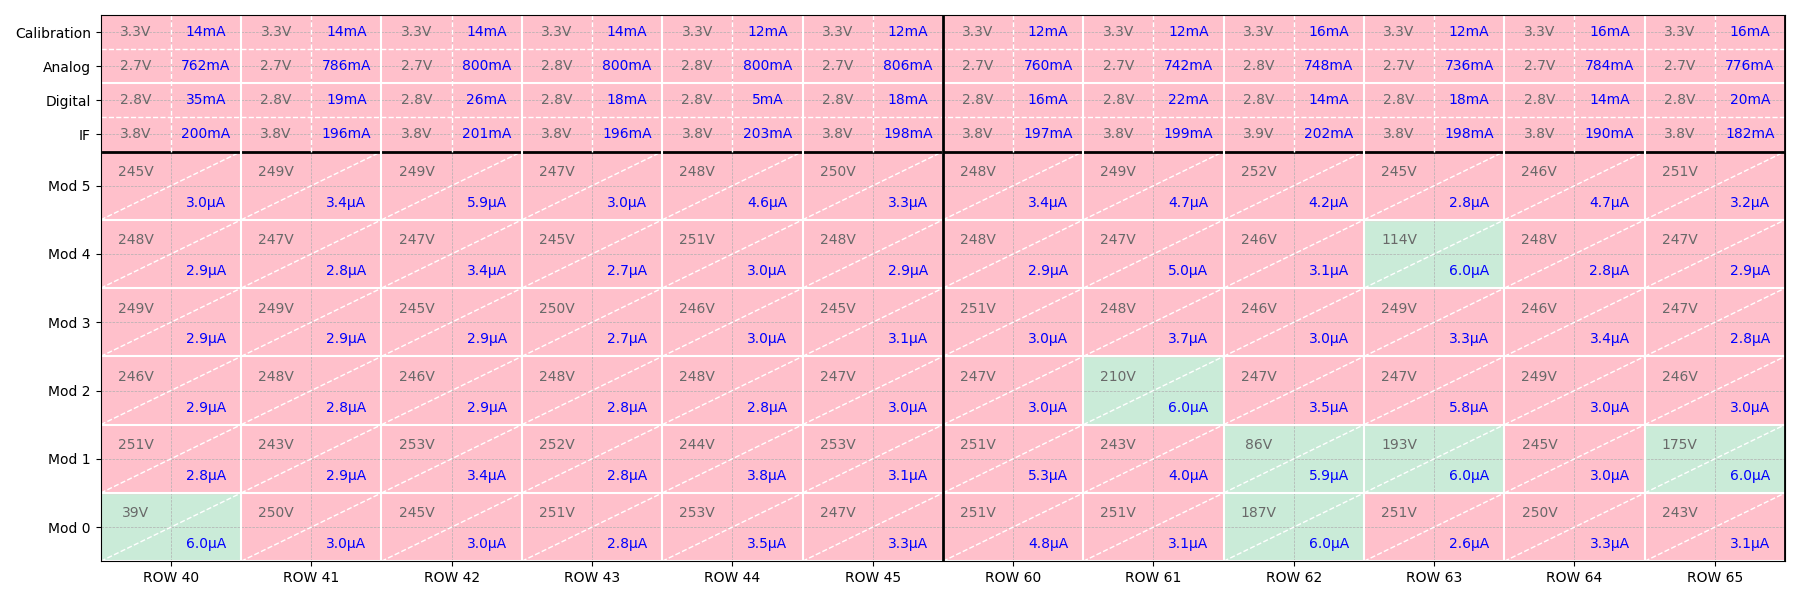 Calibration 3.3V 14mA 3.3V 14mA 3.3V 14mA 3.3V 14mA 3.3V 12mA 3.3V 12mA 3.3V 12mA 3.3V 12mA 3.3V 16mA 3.3V 12mA 3.3V 16mA 3.3V 16mA
Analog 2.7V 762mA 2.7V 786mA 2.7V 800mA 2.8V 800mA 2.8V 800mA 2.7V 806mA 2.7V 760mA 2.7V 742mA 2.8V 748mA 2.7V 736mA 2.7V 784mA 2.7V 776mA
Digital 2.8V 35mA 2.8V 19mA 2.8V 26mA 2.8V 18mA 2.8V 5mA 2.8V 18mA 2.8V 16mA 2.8V 22mA 2.8V 14mA 2.8V 18mA 2.8V 14mA 2.8V 20mA
IF 3.8V 200mA 3.8V 196mA 3.8V 201mA 3.8V 196mA 3.8V 203mA 3.8V 198mA 3.8V 197mA 3.8V 199mA 3.9V 202mA 3.8V 198mA 3.8V 190mA 3.8V 182mA
245V 249V 249V 247V 248V 250V 248V 249V 252V 245V 246V 251V
Mod 5
3.0µA 3.4µA 5.9µA 3.0µA 4.6µA 3.3µA 3.4µA 4.7µA 4.2µA 2.8µA 4.7µA 3.2µA
248V 247V 247V 245V 251V 248V 248V 247V 246V 114V 248V 247V
Mod 4
2.9µA 2.8µA 3.4µA 2.7µA 3.0µA 2.9µA 2.9µA 5.0µA 3.1µA 6.0µA 2.8µA 2.9µA
249V 249V 245V 250V 246V 245V 251V 248V 246V 249V 246V 247V
Mod 3
2.9µA 2.9µA 2.9µA 2.7µA 3.0µA 3.1µA 3.0µA 3.7µA 3.0µA 3.3µA 3.4µA 2.8µA
246V 248V 246V 248V 248V 247V 247V 210V 247V 247V 249V 246V
Mod 2
2.9µA 2.8µA 2.9µA 2.8µA 2.8µA 3.0µA 3.0µA 6.0µA 3.5µA 5.8µA 3.0µA 3.0µA
251V 243V 253V 252V 244V 253V 251V 243V 86V 193V 245V 175V
Mod 1
2.8µA 2.9µA 3.4µA 2.8µA 3.8µA 3.1µA 5.3µA 4.0µA 5.9µA 6.0µA 3.0µA 6.0µA
39V 250V 245V 251V 253V 247V 251V 251V 187V 251V 250V 243V
Mod 0
6.0µA 3.0µA 3.0µA 2.8µA 3.5µA 3.3µA 4.8µA 3.1µA 6.0µA 2.6µA 3.3µA 3.1µA
ROW 40 ROW 41 ROW 42 ROW 43 ROW 44 ROW 45 ROW 60 ROW 61 ROW 62 ROW 63 ROW 64 ROW 65